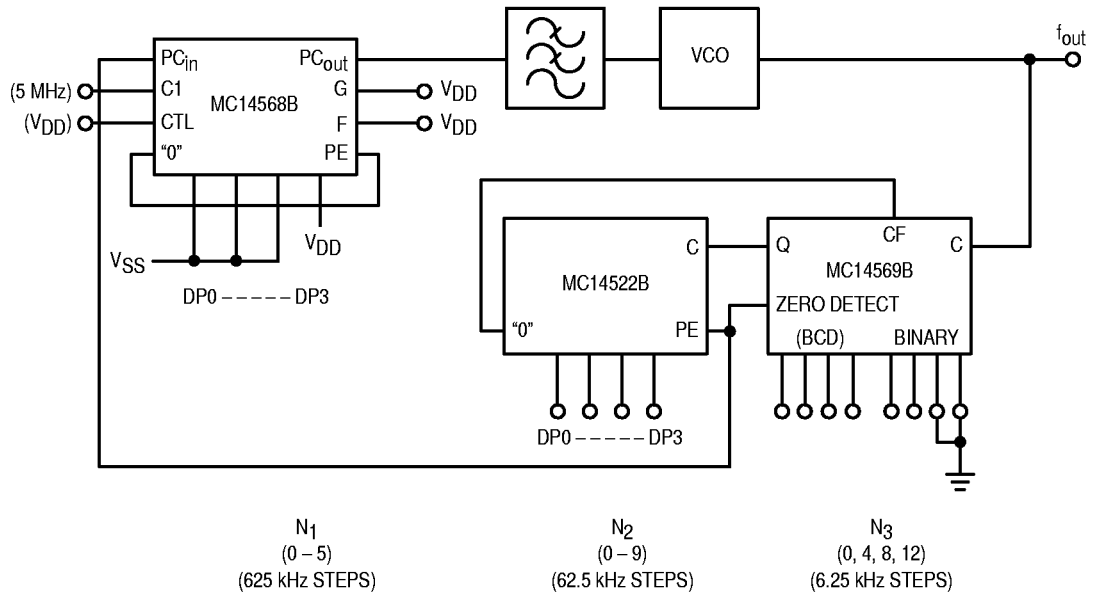 PCin
PCout
(5 MHz)
C1
MC14568B
G
VDD
(VDD)
CTL
F
VDD
“0”
PE
VSS
VDD
DP0 – – – – – DP3
VCO
fout
C
MC14522B
“0”
PE
DP0 – – – – – DP3
CF
Q
C
MC14569B
ZERO DETECT
(BCD)
BINARY
N1
(0 – 5)
(625 kHz STEPS)
N2
(0 – 9)
(62.5 kHz STEPS)
N3
(0, 4, 8, 12)
(6.25 kHz STEPS)